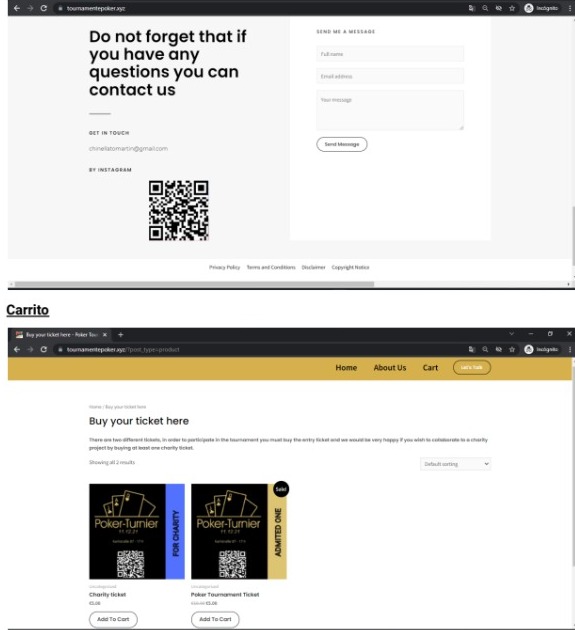 tournamentepoker.xyz
Incógnito
Do not forget that if
you have any
questions you can
contact us
GET IN TOUCH
chinellatomartin@gmail.com
BY INSTAGRAM
SEND ME A MESSAGE
Full name
Email address
Your message
Send Message
Privacy Policy Terms and Conditions Disclaimer Copyright Notice
Carrito
Buy your ticket here - Poker Tour
tournamentepoker.xyz/?post_type=product
Incógnito
Home About Us Cart Let's Talk
Home / Buy your ticket here
Buy your ticket here
There are two different tickets, in order to participate in the tournament you must buy the entry ticket and we would be very happy if you wish to collaborate to a charity
project by buying at least one charity ticket.
Showing all 2 results
Default sorting
Poker-Turnier
11.12.21
FOR CHARITY
Sale!
Poker-Turnier
11.12.21
ADMITED ONE
Uncategorized
Charity ticket
€5,00
Add To Cart
Uncategorized
Poker Tournament Ticket
€5,00
Add To Cart